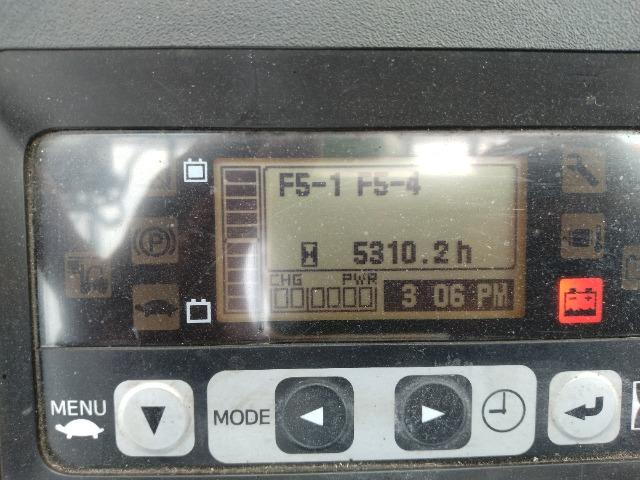 F5-1 F5-4
5310.2 h
CHG PWR
3 06 PM
MENU
MODE